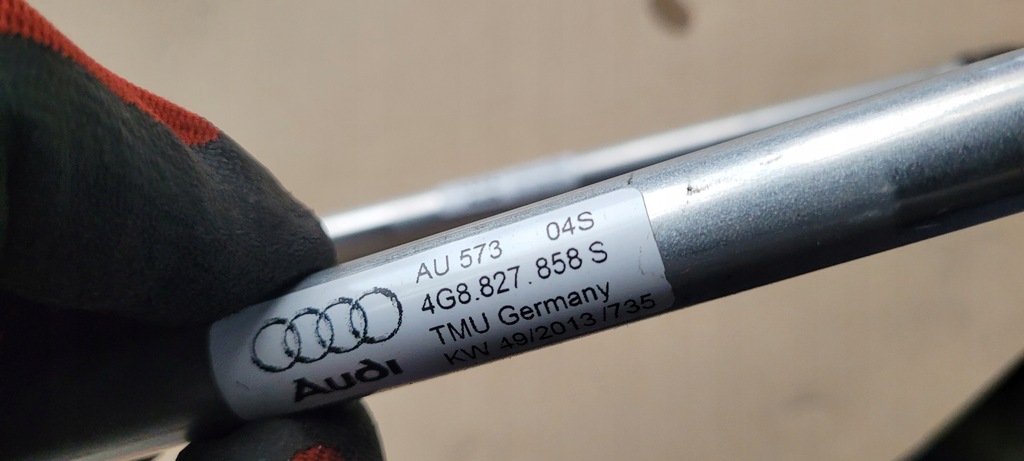 AU 573 04S
4G8.827.858 S
TMU Germany
KW 49/2013 /735
Audi